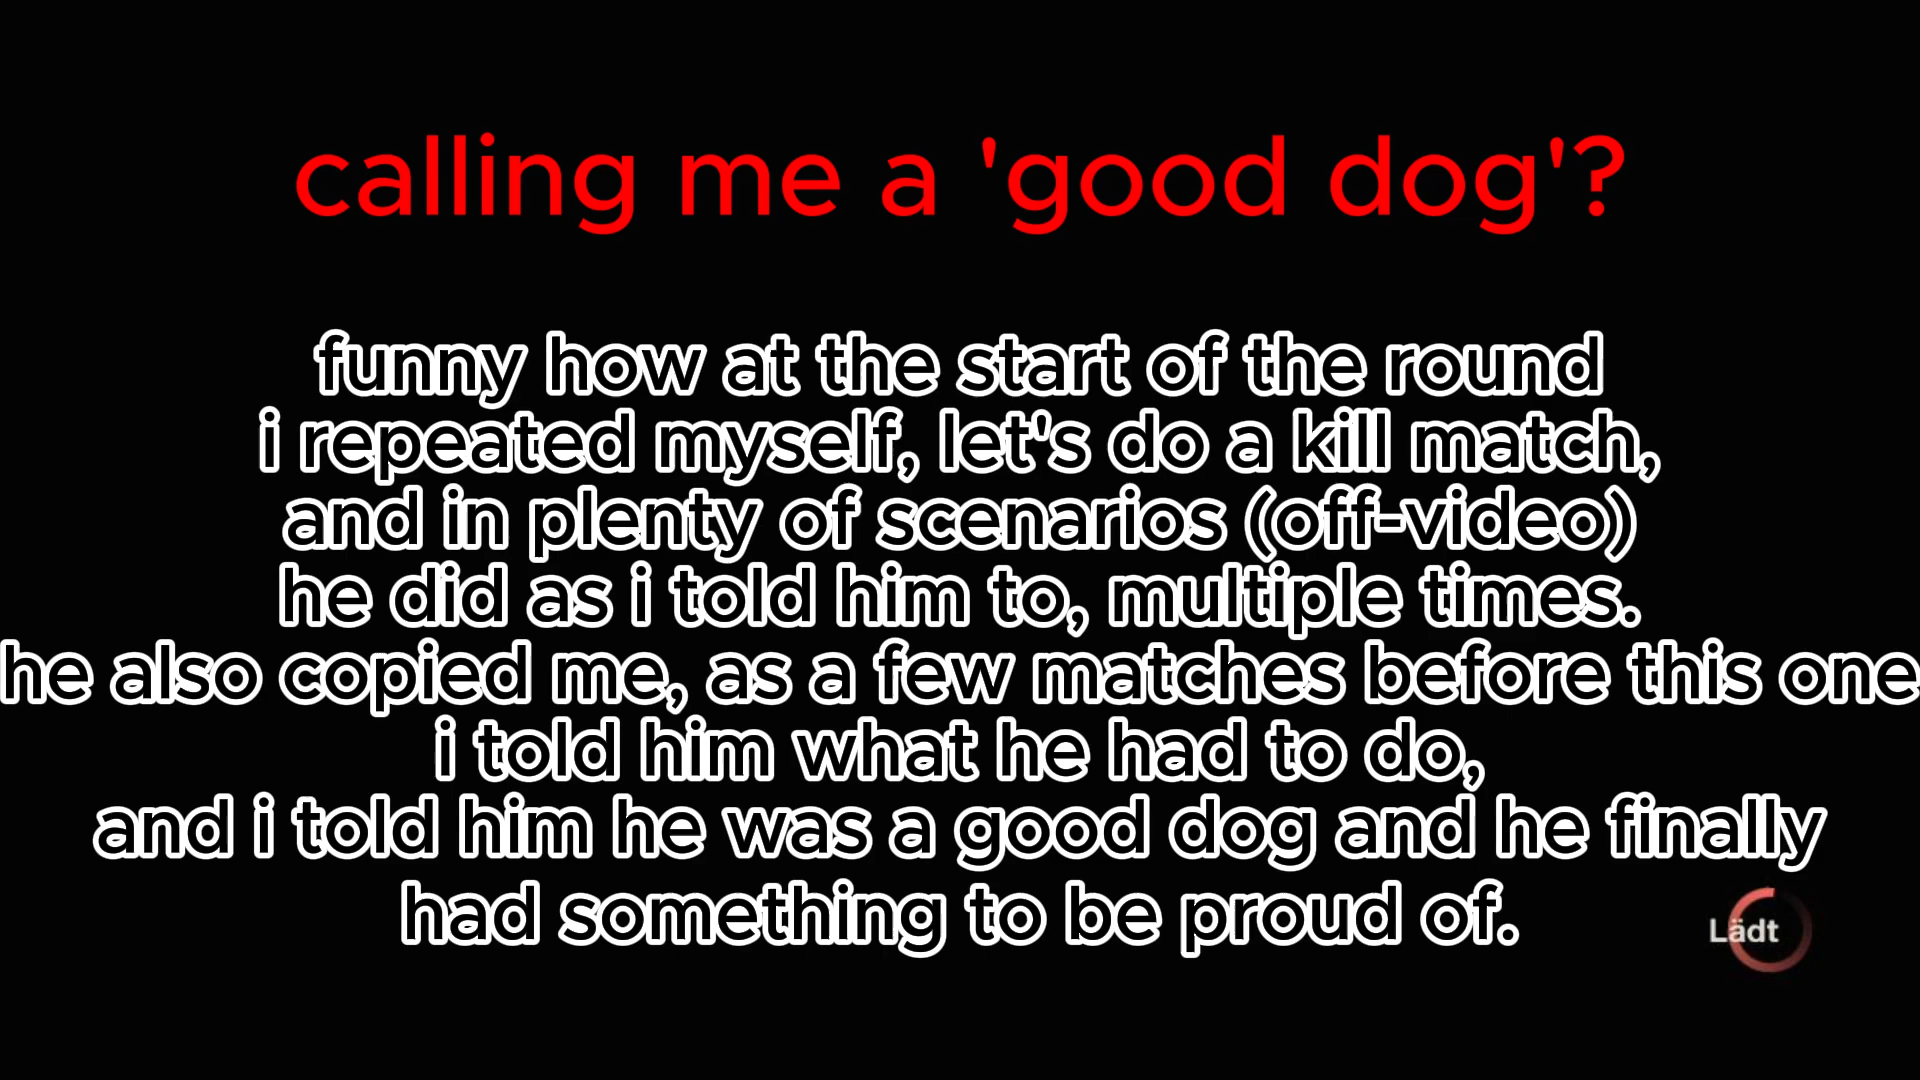 calling me a 'good dog'?
funny how at the start of the round
i repeated myself, let's do a kill match,
and in plenty of scenarios (off-video)
he did as i told him to, multiple times.
he also copied me, as a few matches before this one
i told him what he had to do,
and i told him he was a good dog and he finally
had something to be proud of.
Lädt